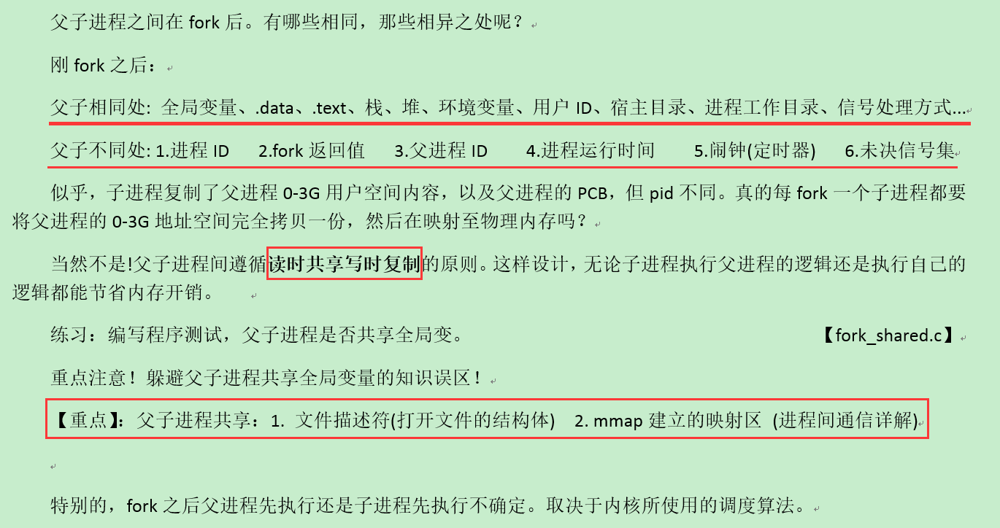 父子进程之间在 fork 后。有哪些相同，那些相异之处呢？
刚 fork 之后：
父子相同处: 全局变量、.data、.text、栈、堆、环境变量、用户 ID、宿主目录、进程工作目录、信号处理方式...
父子不同处: 1.进程 ID 2.fork 返回值 3.父进程 ID 4.进程运行时间 5.闹钟(定时器) 6.未决信号集
似乎，子进程复制了父进程 0-3G 用户空间内容，以及父进程的 PCB，但 pid 不同。真的每 fork 一个子进程都要
将父进程的 0-3G 地址空间完全拷贝一份，然后在映射至物理内存吗？
当然不是!父子进程间遵循读时共享写时复制的原则。这样设计，无论子进程执行父进程的逻辑还是执行自己的
逻辑都能节省内存开销。
练习：编写程序测试，父子进程是否共享全局变。 【fork_shared.c】
重点注意！躲避父子进程共享全局变量的知识误区！
【重点】：父子进程共享：1. 文件描述符(打开文件的结构体) 2. mmap 建立的映射区 (进程间通信详解)
特别的，fork 之后父进程先执行还是子进程先执行不确定。取决于内核所使用的调度算法。